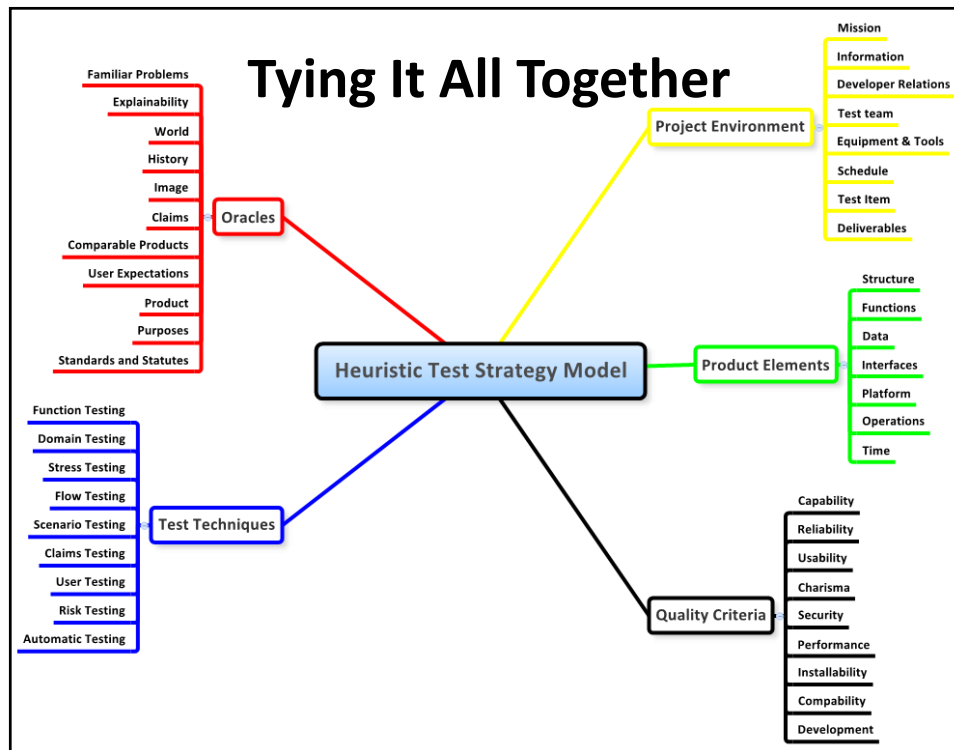 Tying It All Together
Heuristic Test Strategy Model
Oracles
Familiar Problems
Explainability
World
History
Image
Claims
Comparable Products
User Expectations
Product
Purposes
Standards and Statutes
Project Environment
Mission
Information
Developer Relations
Test team
Equipment & Tools
Schedule
Test Item
Deliverables
Product Elements
Structure
Functions
Data
Interfaces
Platform
Operations
Time
Test Techniques
Function Testing
Domain Testing
Stress Testing
Flow Testing
Scenario Testing
Claims Testing
User Testing
Risk Testing
Automatic Testing
Quality Criteria
Capability
Reliability
Usability
Charisma
Security
Performance
Installability
Compability
Development